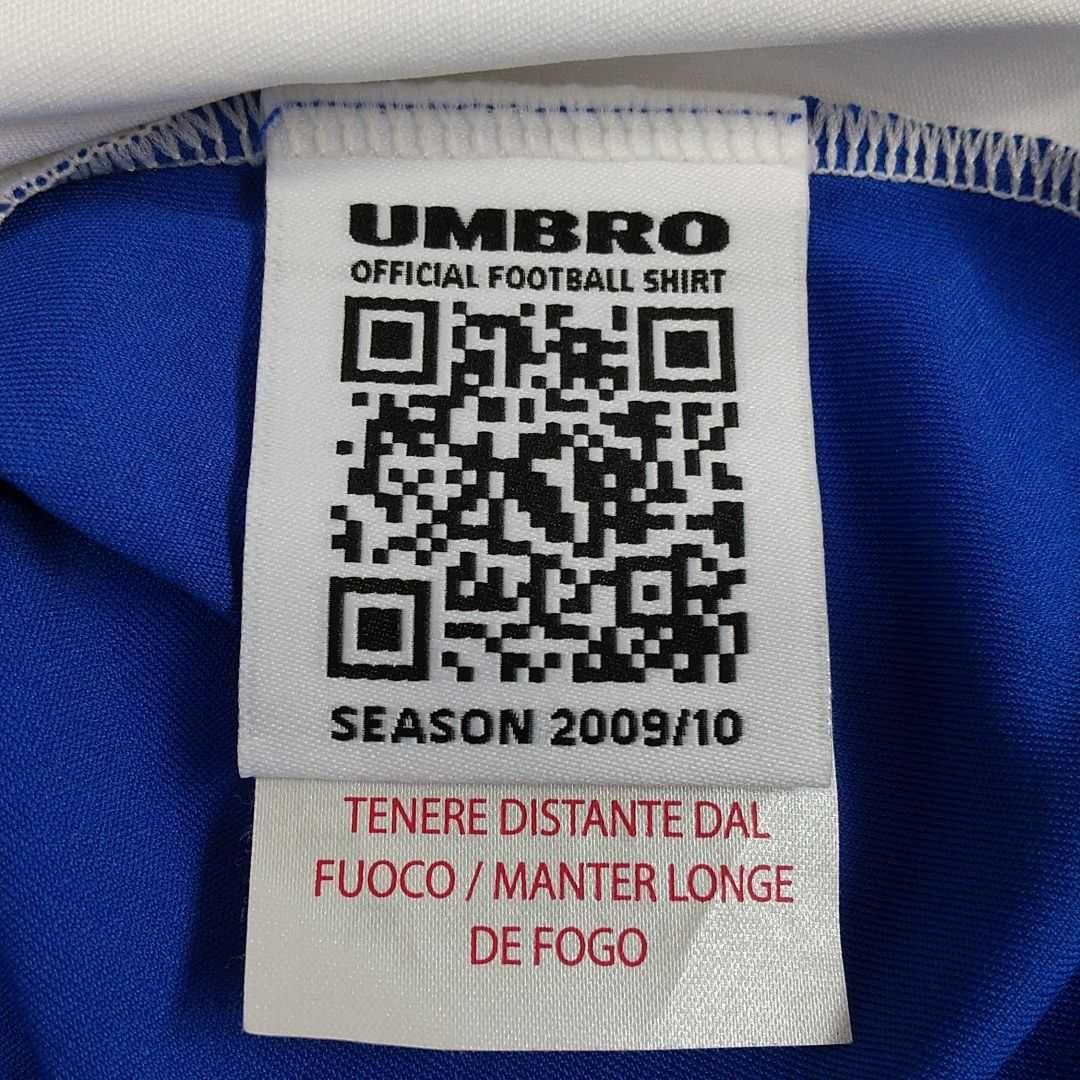 UMBRO
OFFICIAL FOOTBALL SHIRT
SEASON 2009/10
TENERE DISTANTE DAL
FUOCO / MANTER LONGE
DE FOGO